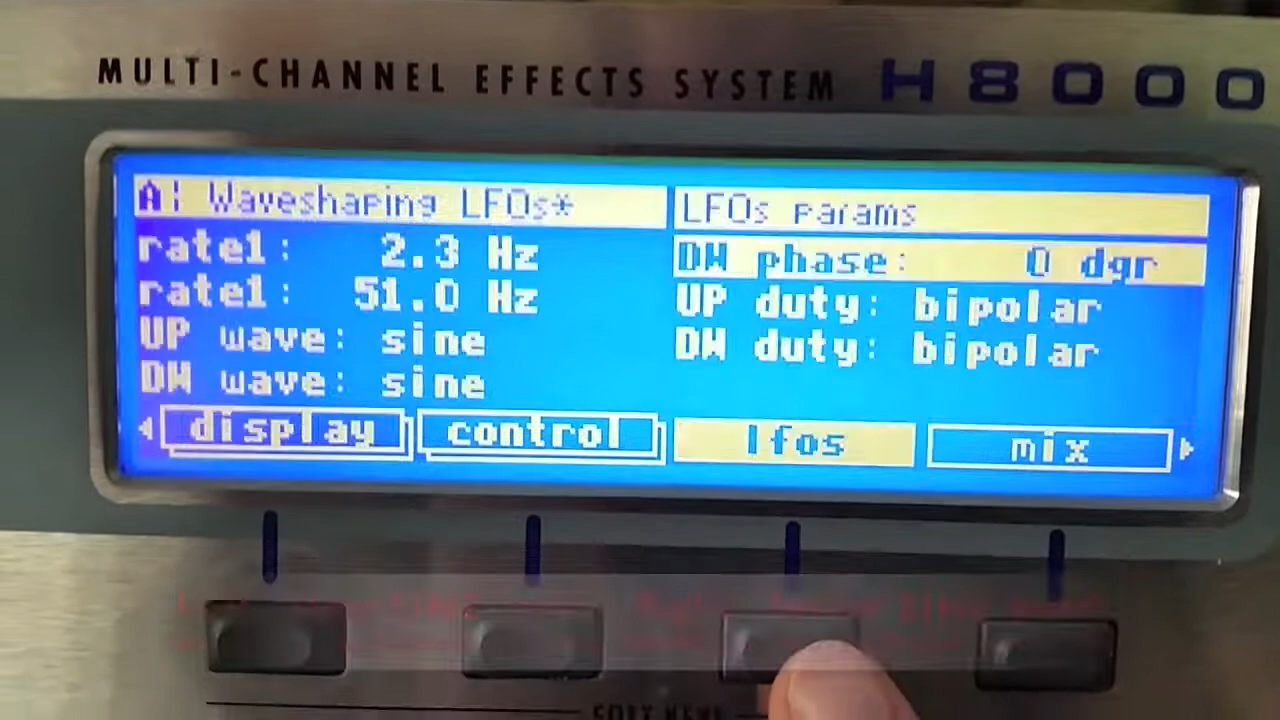 MULTI-CHANNEL EFFECTS SYSTEM H8000
A: Waveshaping LFOs*
LFOs params
rate1: 2.3 Hz
DW phase: 0 dgr
rate1: 51.0 Hz
UP duty: bipolar
UP wave: sine
DW duty: bipolar
DW wave: sine
display control lfos mix